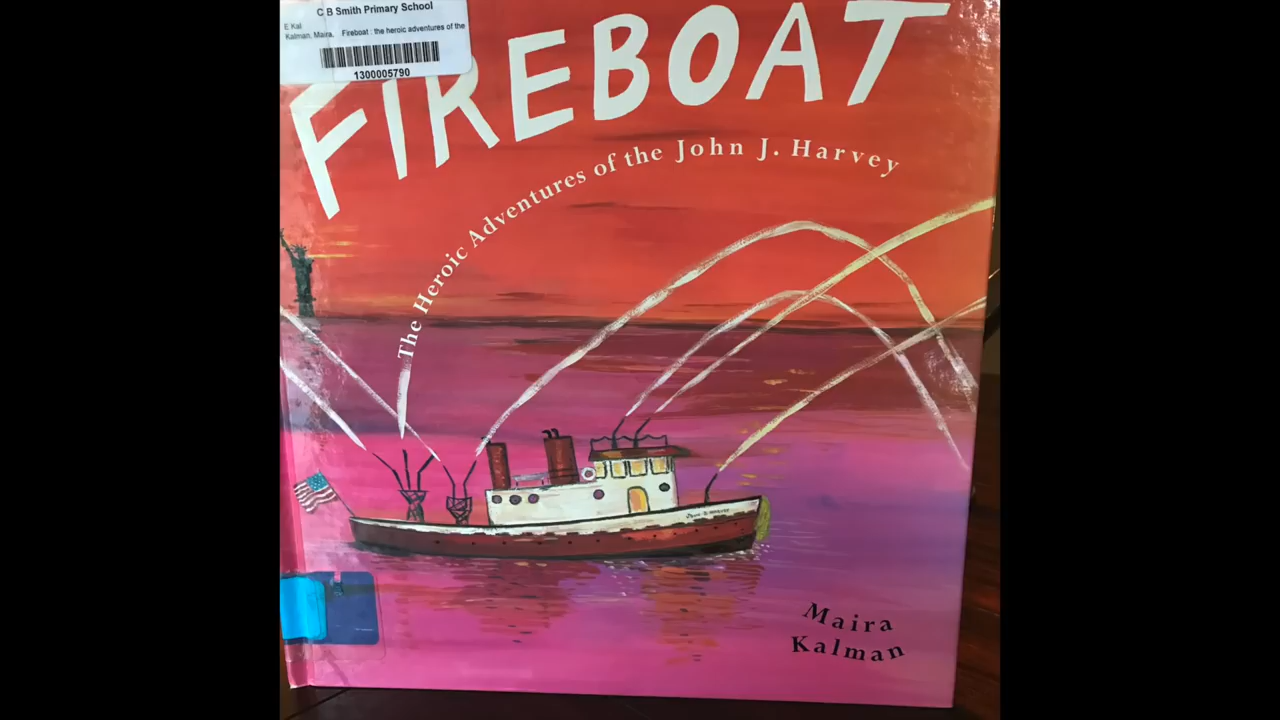 C B Smith Primary School
E Kal
Kalman, Maira. Fireboat : the heroic adventures of the
1300005790
FIREBOAT
The Heroic Adventures of the John J. Harvey
Maira
Kalman